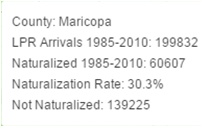 County: Maricopa
LPR Arrivals 1985-2010: 199832
Naturalized 1985-2010: 60607
Naturalization Rate: 30.3%
Not Naturalized: 139225